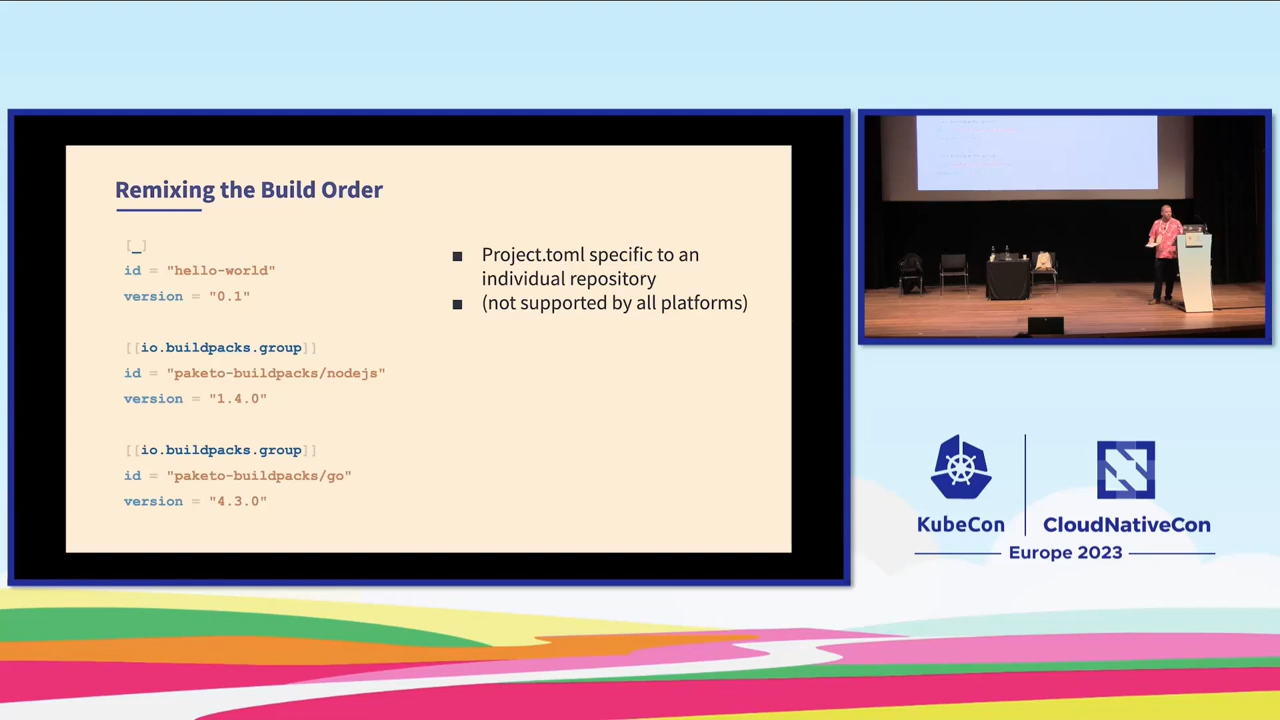 Remixing the Build Order
[_]
id = "hello-world"
version = "0.1"
[[io.buildpacks.group]]
id = "paketo-buildpacks/nodejs"
version = "1.4.0"
[[io.buildpacks.group]]
id = "paketo-buildpacks/go"
version = "4.3.0"
■ Project.toml specific to an
individual repository
■ (not supported by all platforms)
KubeCon
CloudNativeCon
Europe 2023